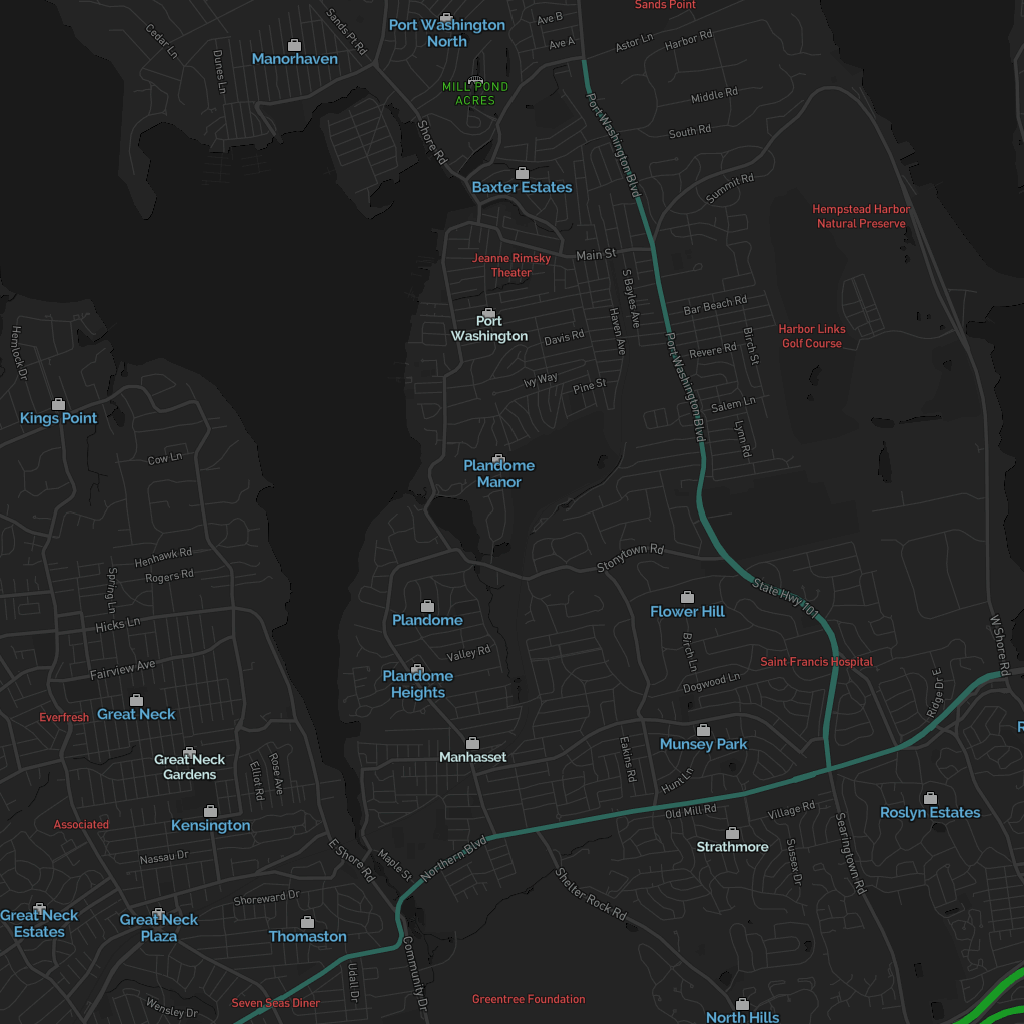 Sands Point
Port Washington
North
Ave B
Sands Pt Rd
Cedar Ln
Manorhaven
Dunes Ln
Ave A
Astor Ln
Harbor Rd
MILL POND
ACRES
Middle Rd
Port Washington Blvd
South Rd
Shore Rd
Baxter Estates
Summit Rd
Hempstead Harbor
Natural Preserve
Main St
Jeanne Rimsky
Theater
S Bayles Ave
Bar Beach Rd
Port
Washington
Haven Ave
Davis Rd
Harbor Links
Golf Course
Hemlock Dr
Birch St
Revere Rd
Port Washington Blvd
Ivy Way
Pine St
Salem Ln
Kings Point
Lynn Rd
Cow Ln
Plandome
Manor
Henhawk Rd
Stonytown Rd
Rogers Rd
Spring Ln
State Hwy 101
Flower Hill
Plandome
Hicks Ln
W Shore Rd
Birch Ln
Valley Rd
Fairview Ave
Saint Francis Hospital
Plandome
Heights
Dogwood Ln
Ridge Dr E
Everfresh
Great Neck
Munsey Park
Manhasset
Eakins Rd
Great Neck
Gardens
Elliot Rd
Rose Ave
Hunt Ln
Old Mill Rd
Village Rd
Roslyn Estates
Associated
Kensington
Strathmore
Searingtown Rd
Sussex Dr
Nassau Dr
E Shore Rd
Maple St
Northern Blvd
Shelter Rock Rd
Shoreward Dr
Great Neck
Estates
Great Neck
Plaza
Thomaston
Community Dr
Udall Dr
Wensley Dr
Seven Seas Diner
Greentree Foundation
North Hills